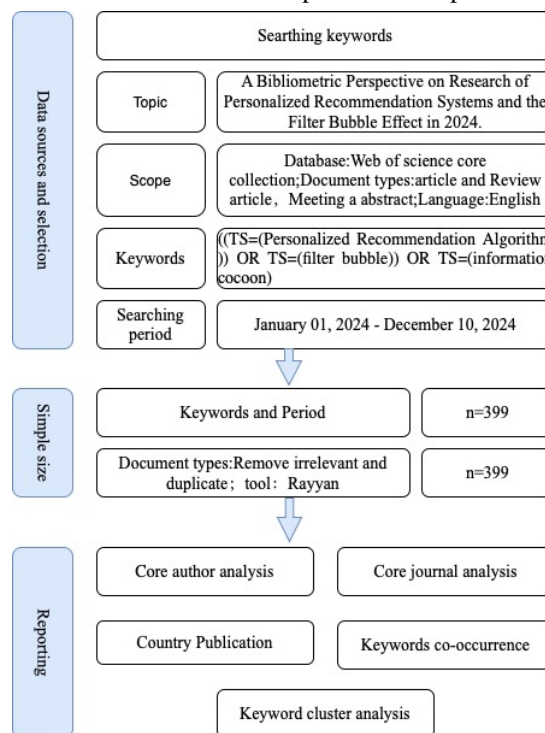 Searthing keywords
Data sources and selection
Topic
A Bibliometric Perspective on Research of
Personalized Recommendation Systems and the
Filter Bubble Effect in 2024.
Scope
Database:Web of science core
collection;Document types:article and Review
article, Meeting a abstract;Language:English
Keywords
((TS=(Personalized Recommendation Algorithm
)) OR TS=(filter bubble)) OR TS=(information
cocoon)
Searching
period
January 01, 2024 - December 10, 2024
Simple size
Keywords and Period
n=399
Document types:Remove irrelevant and
duplicate; tool: Rayyan
n=399
Reporting
Core author analysis
Core journal analysis
Country Publication
Keywords co-occurrence
Keyword cluster analysis